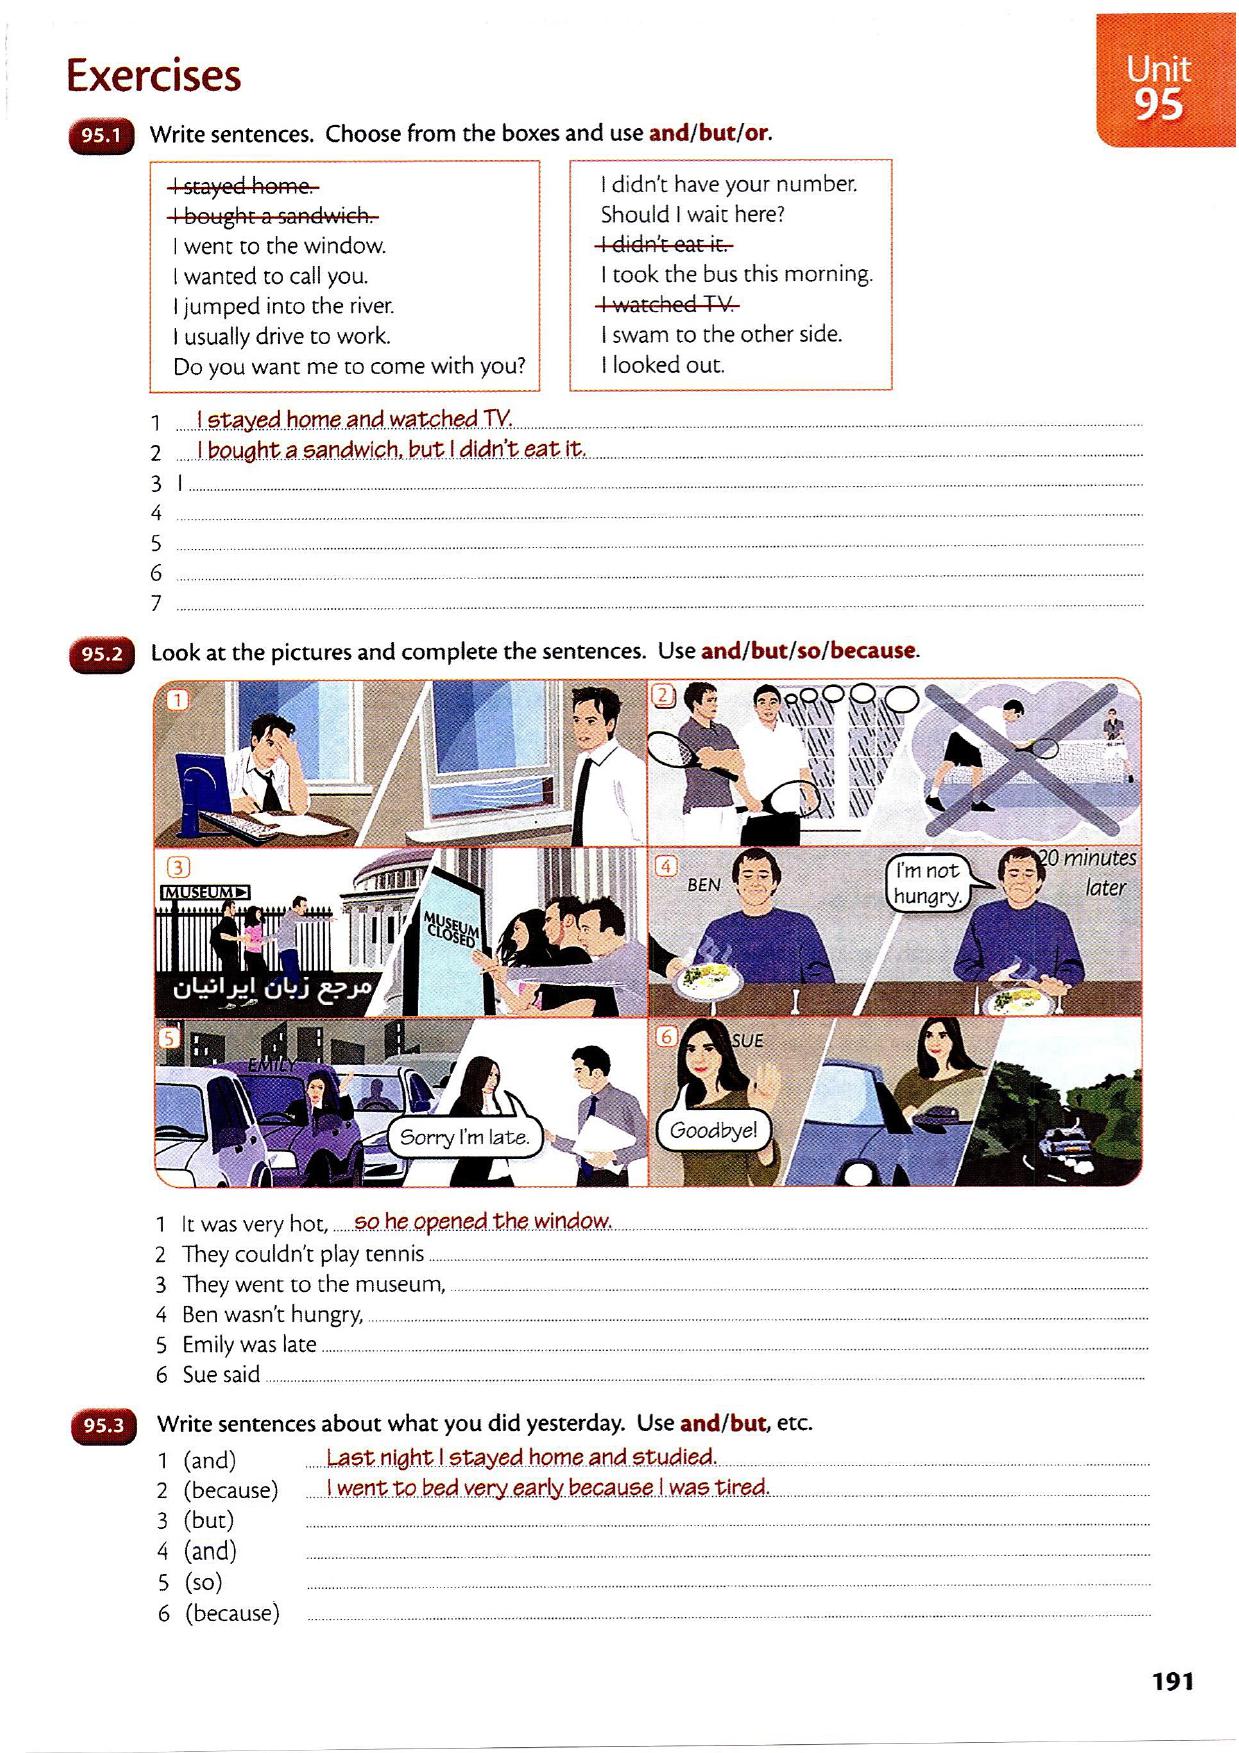 Exercises
Unit
95
95.1 Write sentences. Choose from the boxes and use and/but/or.
I stayed home.
I bought a sandwich.
I went to the window.
I wanted to call you.
I jumped into the river.
I usually drive to work.
Do you want me to come with you?
I didn't have your number.
Should I wait here?
I didn't eat it.
I took the bus this morning.
I watched TV.
I swam to the other side.
I looked out.
1 I stayed home and watched TV.
2 I bought a sandwich, but I didn't eat it.
3 I
4
5
6
7
95.2 Look at the pictures and complete the sentences. Use and/but/so/because.
1
2
3
MUSEUM
MUSEUM
CLOSED
مرجع زبان ایرانیان
4
BEN
I'm not
hungry.
20 minutes
later
5
EMILY
Sorry I'm late.
6
SUE
Goodbye!
1 It was very hot, so he opened the window.
2 They couldn't play tennis
3 They went to the museum,
4 Ben wasn't hungry,
5 Emily was late
6 Sue said
95.3 Write sentences about what you did yesterday. Use and/but, etc.
1 (and) Last night I stayed home and studied.
2 (because) I went to bed very early because I was tired.
3 (but)
4 (and)
5 (so)
6 (because)
191